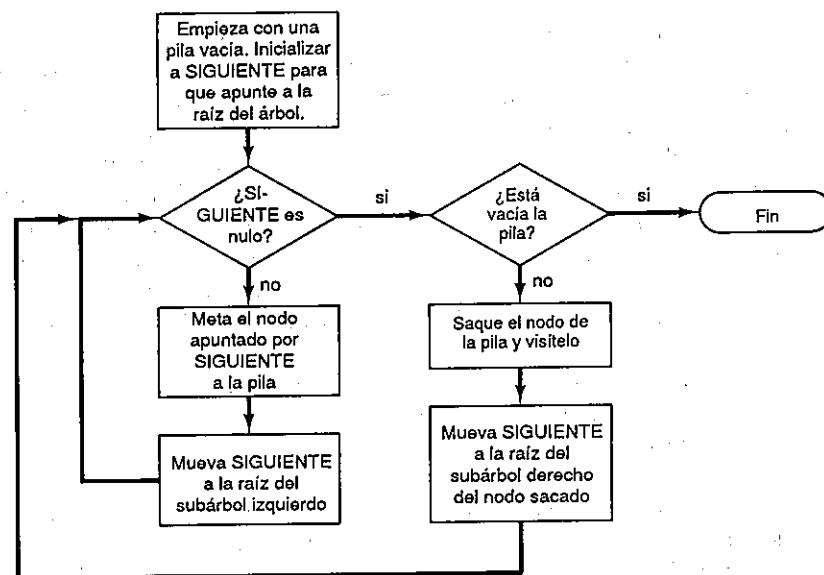 Empieza con una
pila vacía. Inicializar
a SIGUIENTE para
que apunte a la
raíz del árbol.
¿SI-
GUIENTE es
nulo?
si
¿Está
vacía la
pila?
si
Fin
no
Meta el nodo
apuntado por
SIGUIENTE
a la pila
no
Saque el nodo de
la pila y visítelo
Mueva SIGUIENTE
a la raíz del
subárbol izquierdo
Mueva SIGUIENTE
a la raíz del
subárbol derecho
del nodo sacado